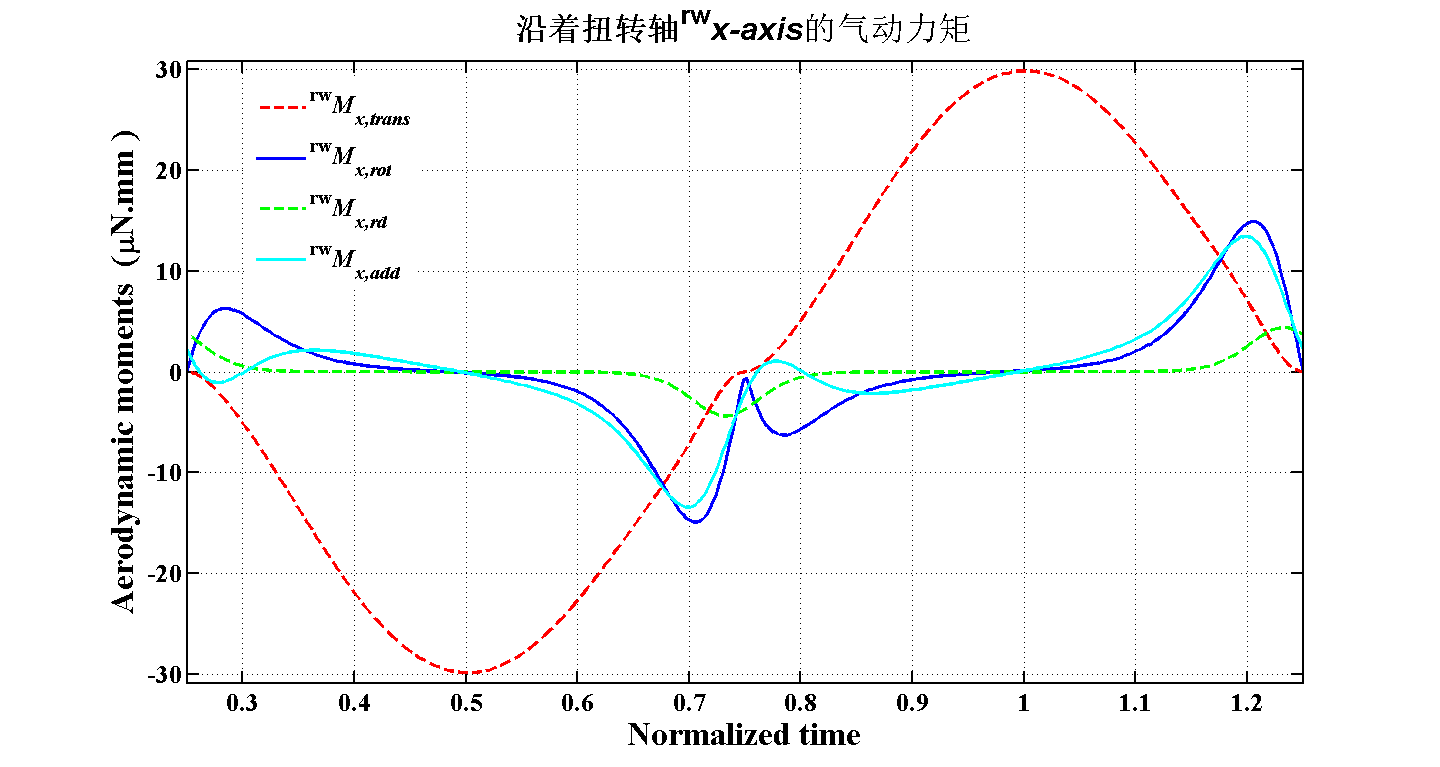 沿着扭转轴rwx-axis的气动力矩
rwMx,trans
rwMx,rot
rwMx,rd
rwMx,add
Aerodynamic moments (μN.mm )
30
20
10
0
-10
-20
-30
0.3 0.4 0.5 0.6 0.7 0.8 0.9 1 1.1 1.2
Normalized time